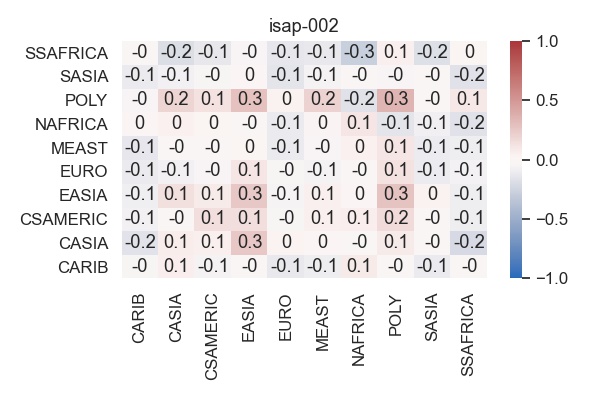 isap-002
SSAFRICA -0 -0.2 -0.1 -0 -0.1 -0.1 -0.3 0.1 -0.2 0 1.0
SASIA -0.1 -0.1 -0 0 -0.1 -0.1 -0 -0 -0 -0.2
POLY -0 0.2 0.1 0.3 0 0.2 -0.2 0.3 -0 0.1 0.5
NAFRICA 0 0 0 -0 -0.1 0 0.1 -0.1 -0.1 -0.2
MEAST -0.1 -0 -0 0 -0.1 -0 0 0.1 -0.1 -0.1 0.0
EURO -0.1 -0.1 -0 0.1 -0 -0.1 -0 0.1 -0.1 -0.1
EASIA -0.1 0.1 0.1 0.3 -0.1 0.1 0 0.3 0 -0.1
CSAMERIC -0.1 -0 0.1 0.1 -0 0.1 0.1 0.2 -0 -0.1 −0.5
CASIA -0.2 0.1 0.1 0.3 0 0 -0 0.1 -0 -0.2
CARIB -0 0.1 -0.1 -0 -0.1 -0.1 0.1 -0 -0.1 -0 −1.0
CARIB CASIA CSAMERIC EASIA EURO MEAST NAFRICA POLY SASIA SSAFRICA